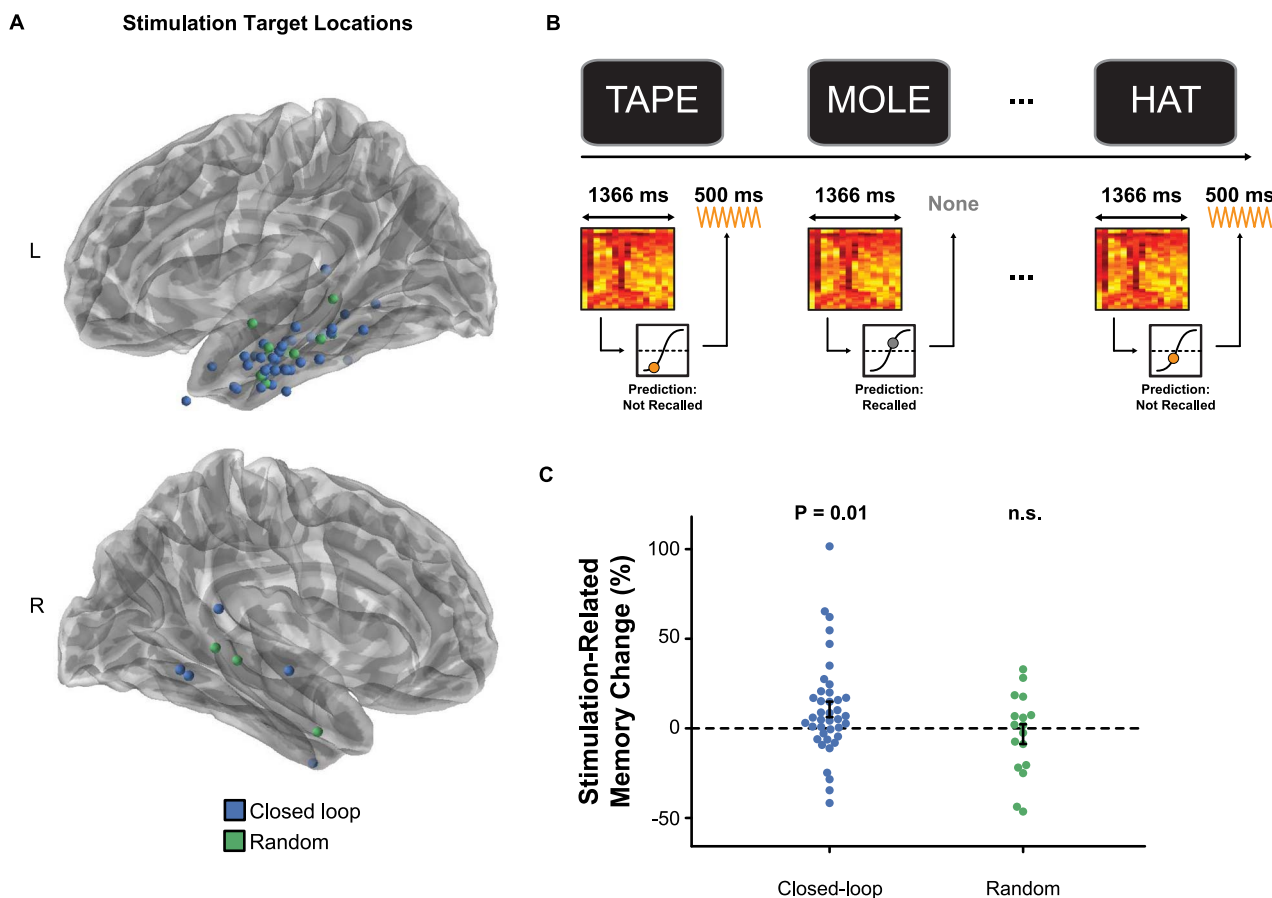 A
Stimulation Target Locations
L
R
Closed loop
Random
B
TAPE
MOLE
...
HAT
1366 ms
500 ms
1366 ms
None
1366 ms
500 ms
...
Prediction:
Not Recalled
Prediction:
Recalled
Prediction:
Not Recalled
C
P = 0.01
n.s.
Stimulation-Related
Memory Change (%)
100
50
0
-50
Closed-loop
Random